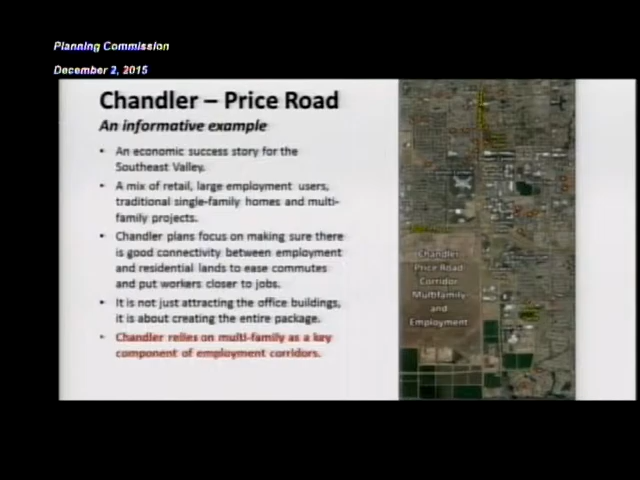 Planning Commission
December 2, 2015
Chandler – Price Road
An informative example
• An economic success story for the
Southeast Valley.
• A mix of retail, large employment users,
traditional single-family homes and multi-
family projects.
• Chandler plans focus on making sure there
is good connectivity between employment
and residential lands to ease commutes
and put workers closer to jobs.
• It is not just attracting the office buildings,
it is about creating the entire package.
• Chandler relies on multi-family as a key
component of employment corridors.
Chandler
Price Road
Corridor
Multifamily
and
Employment